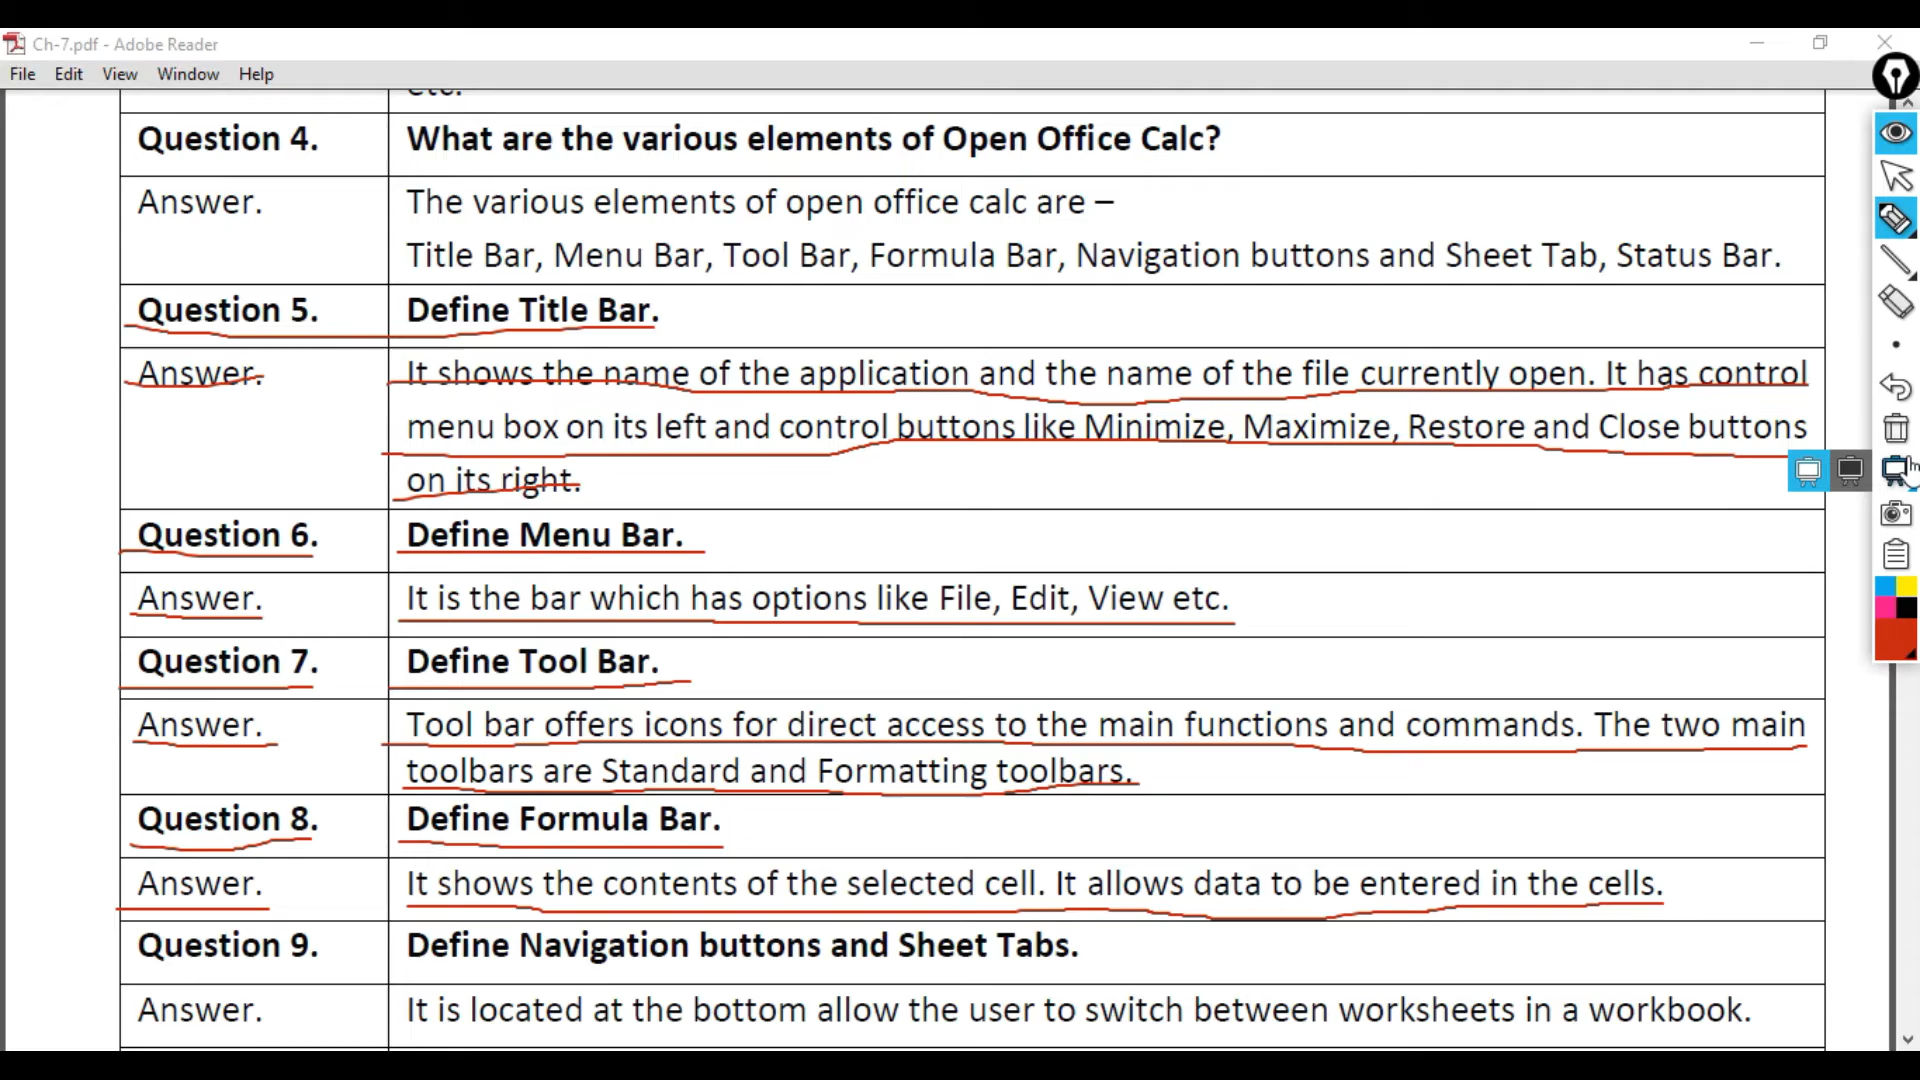 Ch-7.pdf - Adobe Reader
File Edit View Window Help
etc.
Question 4. What are the various elements of Open Office Calc?
Answer. The various elements of open office calc are –
Title Bar, Menu Bar, Tool Bar, Formula Bar, Navigation buttons and Sheet Tab, Status Bar.
Question 5. Define Title Bar.
Answer. It shows the name of the application and the name of the file currently open. It has control
menu box on its left and control buttons like Minimize, Maximize, Restore and Close buttons
on its right.
Question 6. Define Menu Bar.
Answer. It is the bar which has options like File, Edit, View etc.
Question 7. Define Tool Bar.
Answer. Tool bar offers icons for direct access to the main functions and commands. The two main
toolbars are Standard and Formatting toolbars.
Question 8. Define Formula Bar.
Answer. It shows the contents of the selected cell. It allows data to be entered in the cells.
Question 9. Define Navigation buttons and Sheet Tabs.
Answer. It is located at the bottom allow the user to switch between worksheets in a workbook.